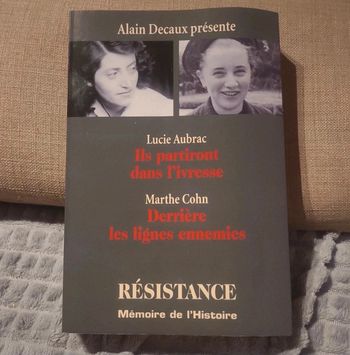 Alain Decaux présente
Lucie Aubrac
Ils partiront
dans l'ivresse
Marthe Cohn
Derrière
les lignes ennemies
RÉSISTANCE
Mémoire de l'Histoire